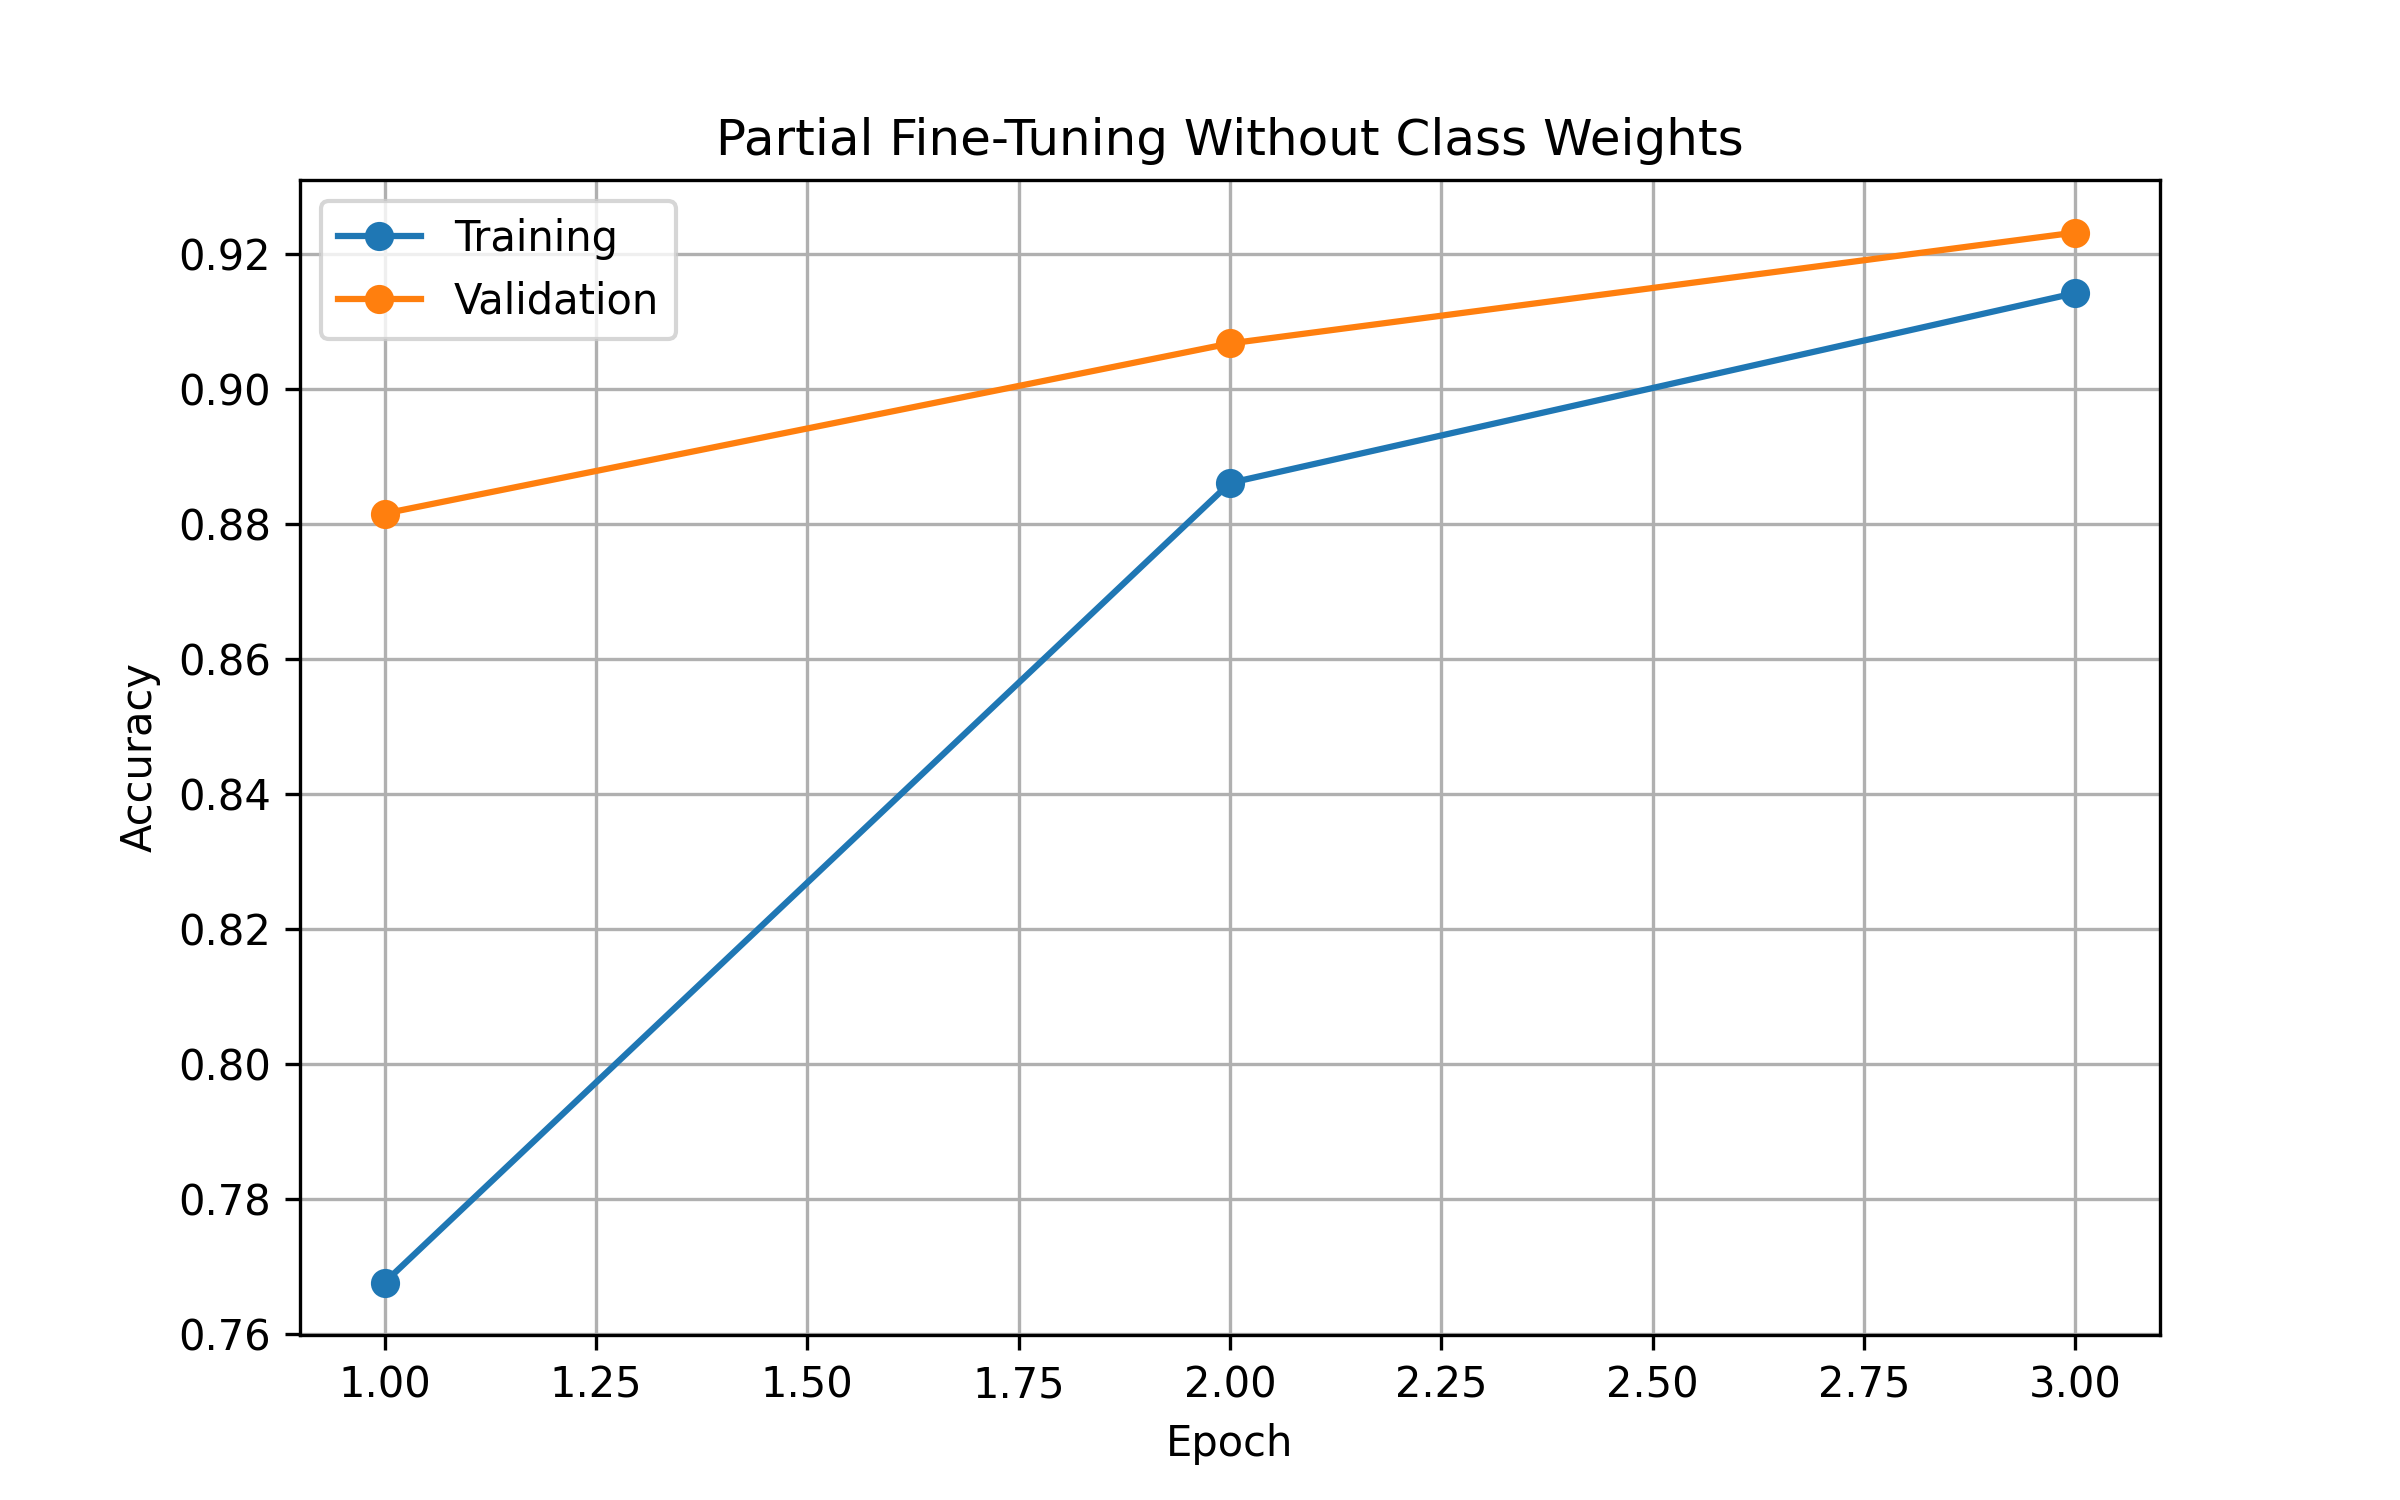 Partial Fine-Tuning Without Class Weights
Training
Validation
0.92
0.90
0.88
0.86
0.84
0.82
0.80
0.78
0.76
Accuracy
1.00 1.25 1.50 1.75 2.00 2.25 2.50 2.75 3.00
Epoch